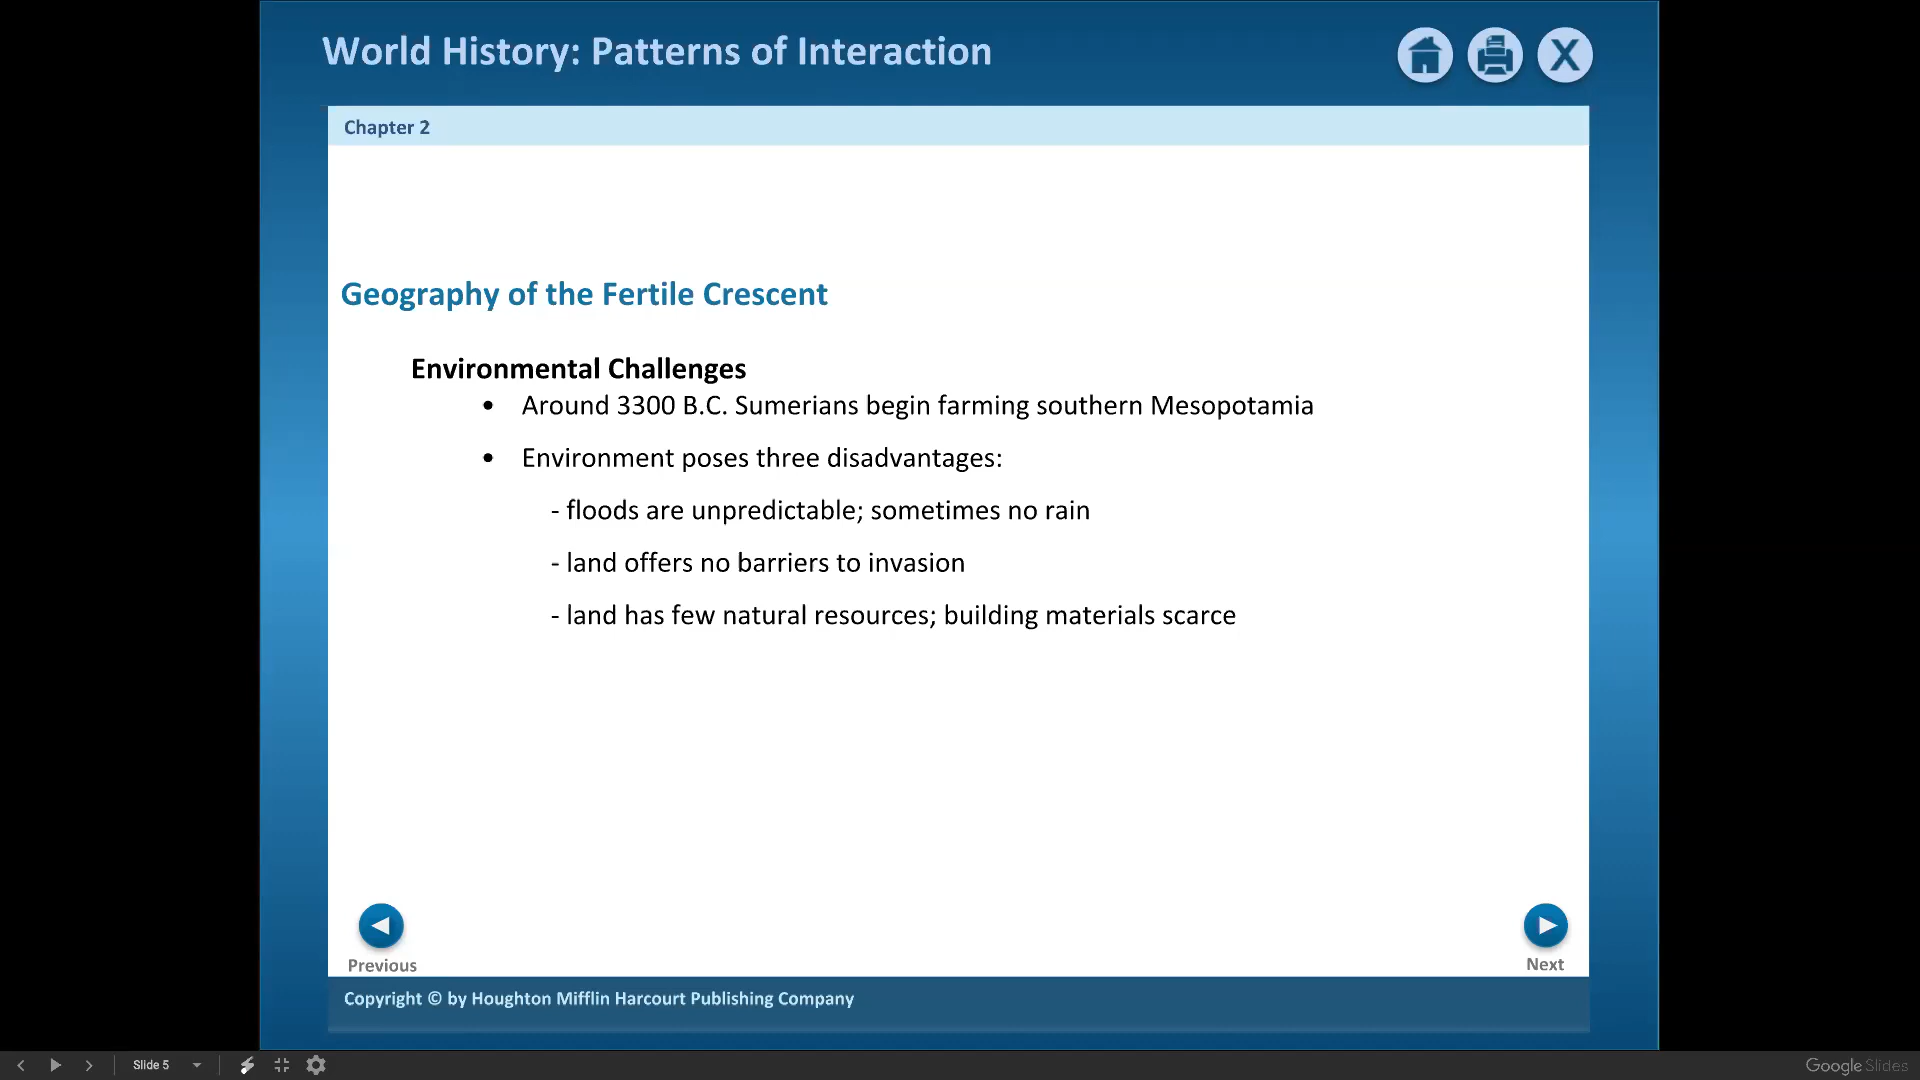 World History: Patterns of Interaction
X
Chapter 2
Geography of the Fertile Crescent
Environmental Challenges
• Around 3300 B.C. Sumerians begin farming southern Mesopotamia
• Environment poses three disadvantages:
- floods are unpredictable; sometimes no rain
- land offers no barriers to invasion
- land has few natural resources; building materials scarce
Previous
Next
Copyright © by Houghton Mifflin Harcourt Publishing Company
Slide 5
Google Slides